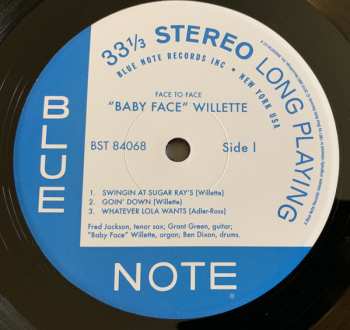 33⅓ STEREO LONG PLAYING
BLUE NOTE RECORDS INC • NEW YORK USA
FACE TO FACE
"BABY FACE" WILLETTE
BST 84068
Side I
1. SWINGIN AT SUGAR RAY'S (Willette)
2. GOIN' DOWN (Willette)
3. WHATEVER LOLA WANTS (Adler-Ross)
Fred Jackson, tenor sax; Grant Green, guitar;
"Baby Face" Willette, organ; Ben Dixon, drums.
BLUE
NOTE